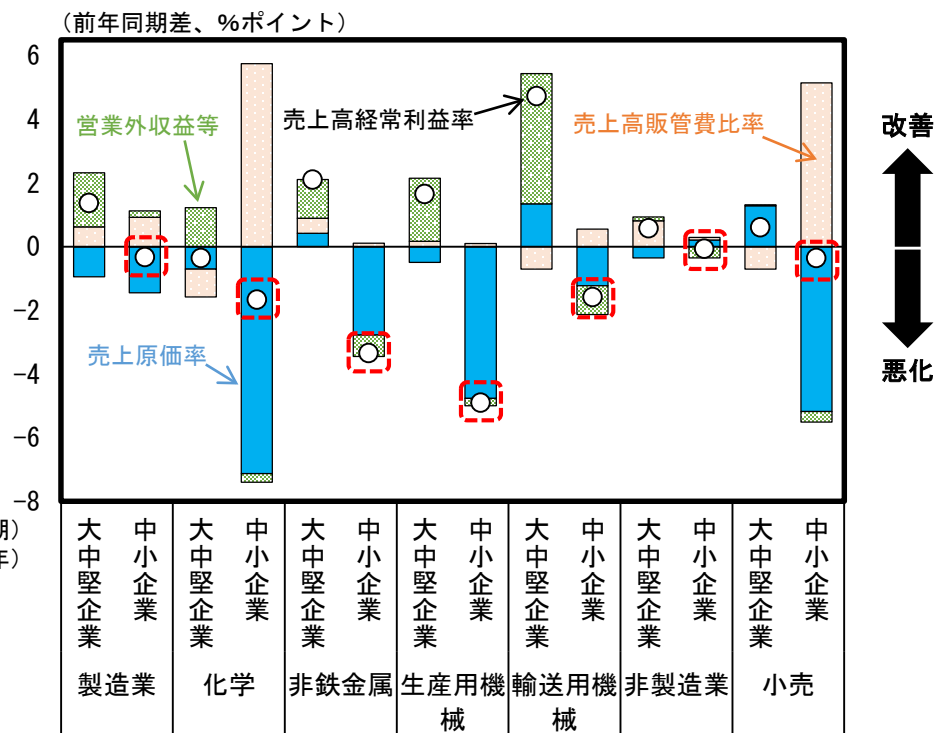 （前年同期差、%ポイント）
6
4
2
0
−2
−4
−6
−8
営業外収益等
売上高経常利益率
売上高販管費比率
売上原価率
改善
悪化
期）
年）
大中堅企業
中小企業
大中堅企業
中小企業
大中堅企業
中小企業
大中堅企業
中小企業
大中堅企業
中小企業
大中堅企業
中小企業
大中堅企業
中小企業
製造業
化学
非鉄金属
生産用機
械
輸送用機
械
非製造業
小売